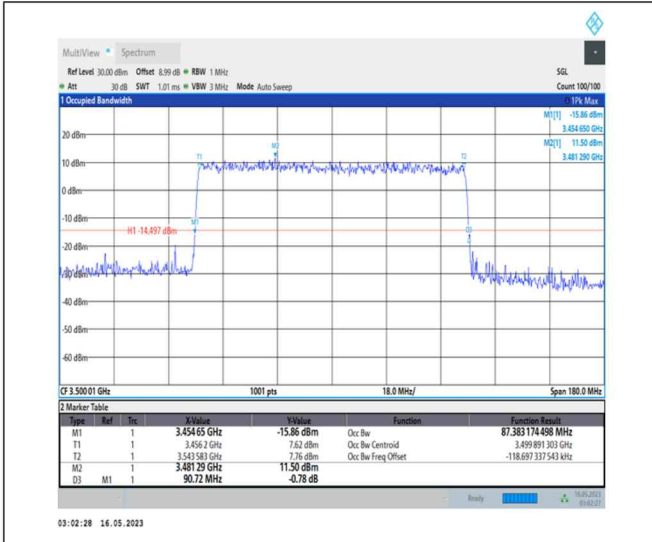 MultiView Spectrum
Ref Level 30.00 dBm Offset 8.99 dB RBW 1 MHz SGL
Att 30 dB SWT 1.01 ms VBW 3 MHz Mode Auto Sweep Count 100/100
1 Occupied Bandwidth 1Pk Max
M1[1] -15.86 dBm
3.454 650 GHz
M2[1] 11.50 dBm
3.481 290 GHz
20 dBm
M2
T1 T2
10 dBm
0 dBm
-10 dBm
M1
H1 -14.497 dBm D3
-20 dBm
-30 dBm
-40 dBm
-50 dBm
-60 dBm
CF 3.500 01 GHz 1001 pts 18.0 MHz/ Span 180.0 MHz
2 Marker Table
Type Ref Trc X-Value Y-Value Function Function Result
M1 1 3.454 65 GHz -15.86 dBm Occ Bw 87.383 174 498 MHz
T1 1 3.456 2 GHz 7.62 dBm Occ Bw Centroid 3.499 891 303 GHz
T2 1 3.543 583 GHz 7.76 dBm Occ Bw Freq Offset -118.697 337 543 kHz
M2 1 3.481 29 GHz 11.50 dBm
D3 M1 1 90.72 MHz -0.78 dB
Ready 16.05.2023
03:02:27
03:02:28 16.05.2023